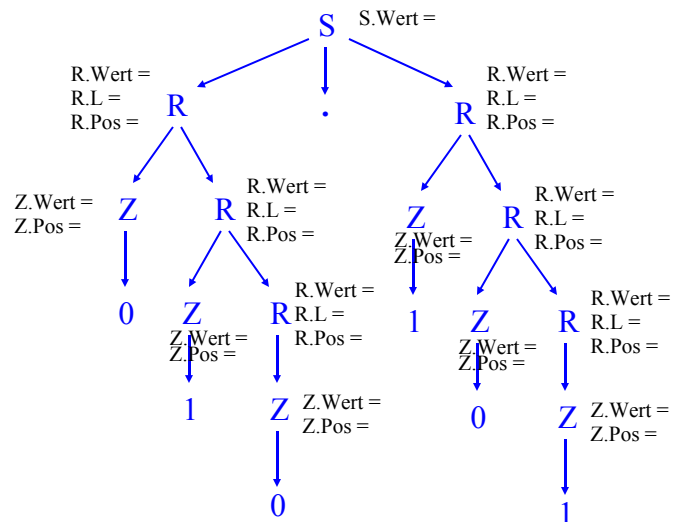 S S.Wert =
R.Wert =
R.L =
R.Pos =
R
.
R
R.Wert =
R.L =
R.Pos =
Z.Wert =
Z.Pos =
Z
R
R.Wert =
R.L =
R.Pos =
Z
Z.Wert =
Z.Pos =
R
R.Wert =
R.L =
R.Pos =
0
Z
Z.Wert =
Z.Pos =
R
R.Wert =
R.L =
R.Pos =
1
Z
Z.Wert =
Z.Pos =
R
R.Wert =
R.L =
R.Pos =
1
Z
Z.Wert =
Z.Pos =
0
Z
Z.Wert =
Z.Pos =
0
1